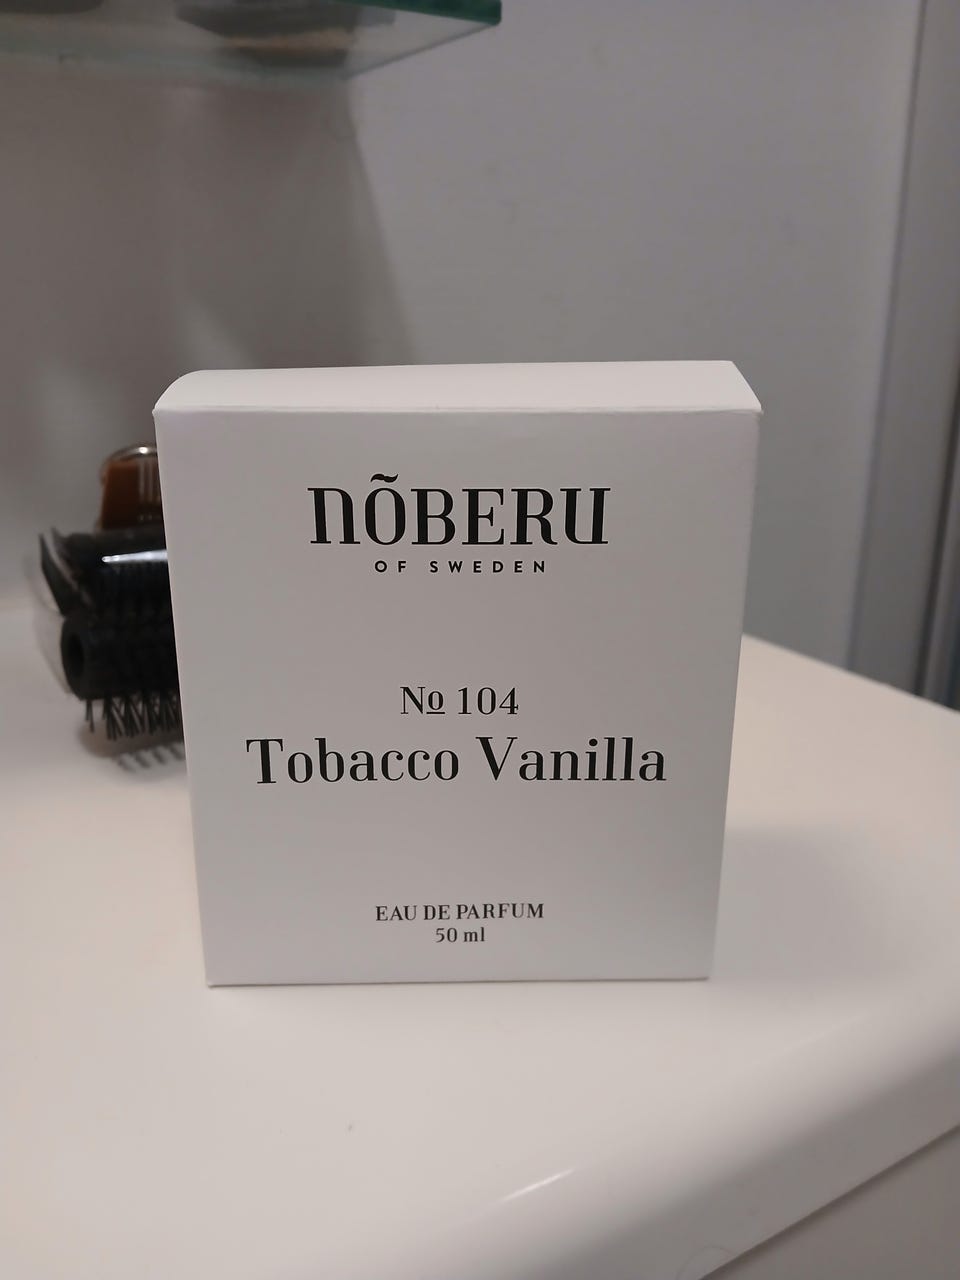 NÕBERU
OF SWEDEN
№ 104
Tobacco Vanilla
EAU DE PARFUM
50 ml